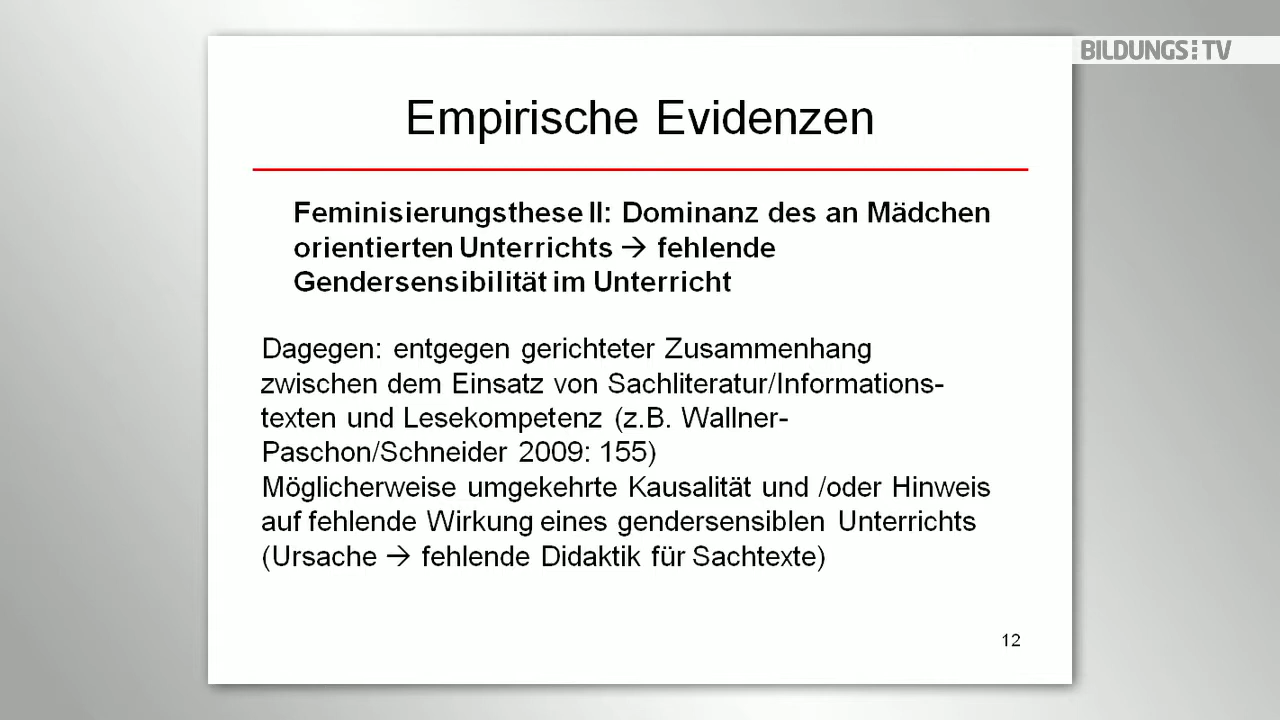 BILDUNGS TV
Empirische Evidenzen
Feminisierungsthese II: Dominanz des an Mädchen
orientierten Unterrichts → fehlende
Gendersensibilität im Unterricht
Dagegen: entgegen gerichteter Zusammenhang
zwischen dem Einsatz von Sachliteratur/Informations-
texten und Lesekompetenz (z.B. Wallner-
Paschon/Schneider 2009: 155)
Möglicherweise umgekehrte Kausalität und /oder Hinweis
auf fehlende Wirkung eines gendersensiblen Unterrichts
(Ursache → fehlende Didaktik für Sachtexte)
12